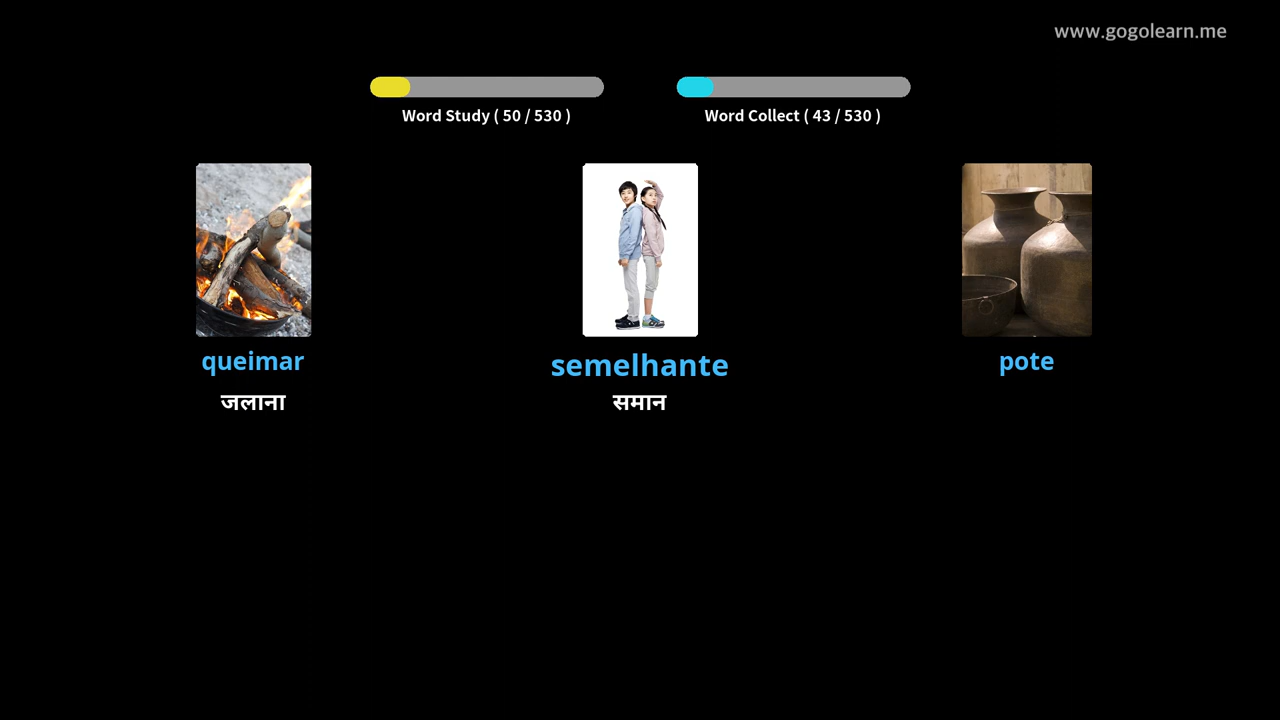 www.gogolearn.me
Word Study ( 50 / 530 )
Word Collect ( 43 / 530 )
queimar
semelhante
pote
जलाना
समान